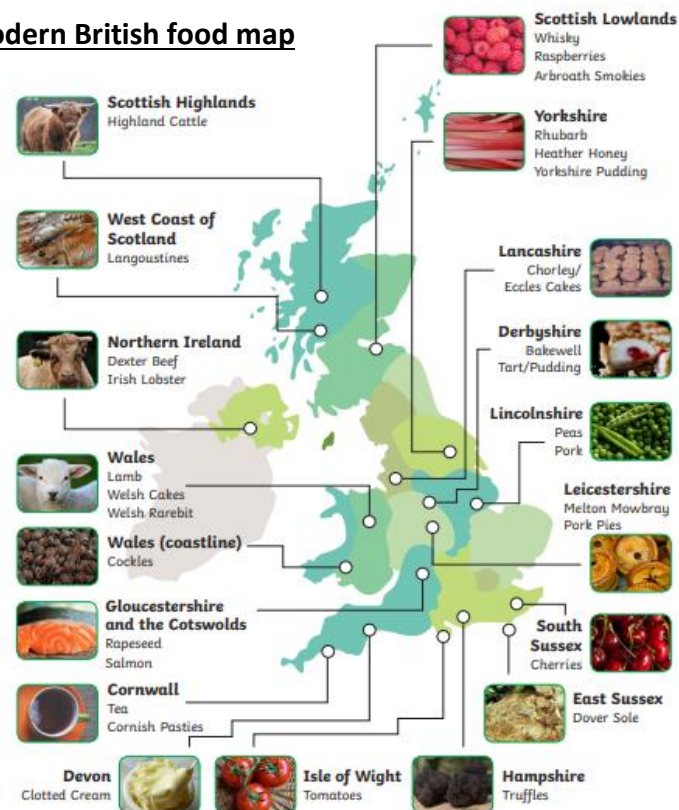 odern British food map
Scottish Lowlands
Whisky
Raspberries
Arbroath Smokies
Scottish Highlands
Highland Cattle
Yorkshire
Rhubarb
Heather Honey
Yorkshire Pudding
West Coast of
Scotland
Langoustines
Lancashire
Chorley/
Eccles Cakes
Northern Ireland
Dexter Beef
Irish Lobster
Derbyshire
Bakewell
Tart/Pudding
Lincolnshire
Peas
Pork
Wales
Lamb
Welsh Cakes
Welsh Rarebit
Leicestershire
Melton Mowbray
Pork Pies
Wales (coastline)
Cockles
Gloucestershire
and the Cotswolds
Rapeseed
Salmon
South
Sussex
Cherries
Cornwall
Tea
Cornish Pasties
East Sussex
Dover Sole
Devon
Clotted Cream
Isle of Wight
Tomatoes
Hampshire
Truffles